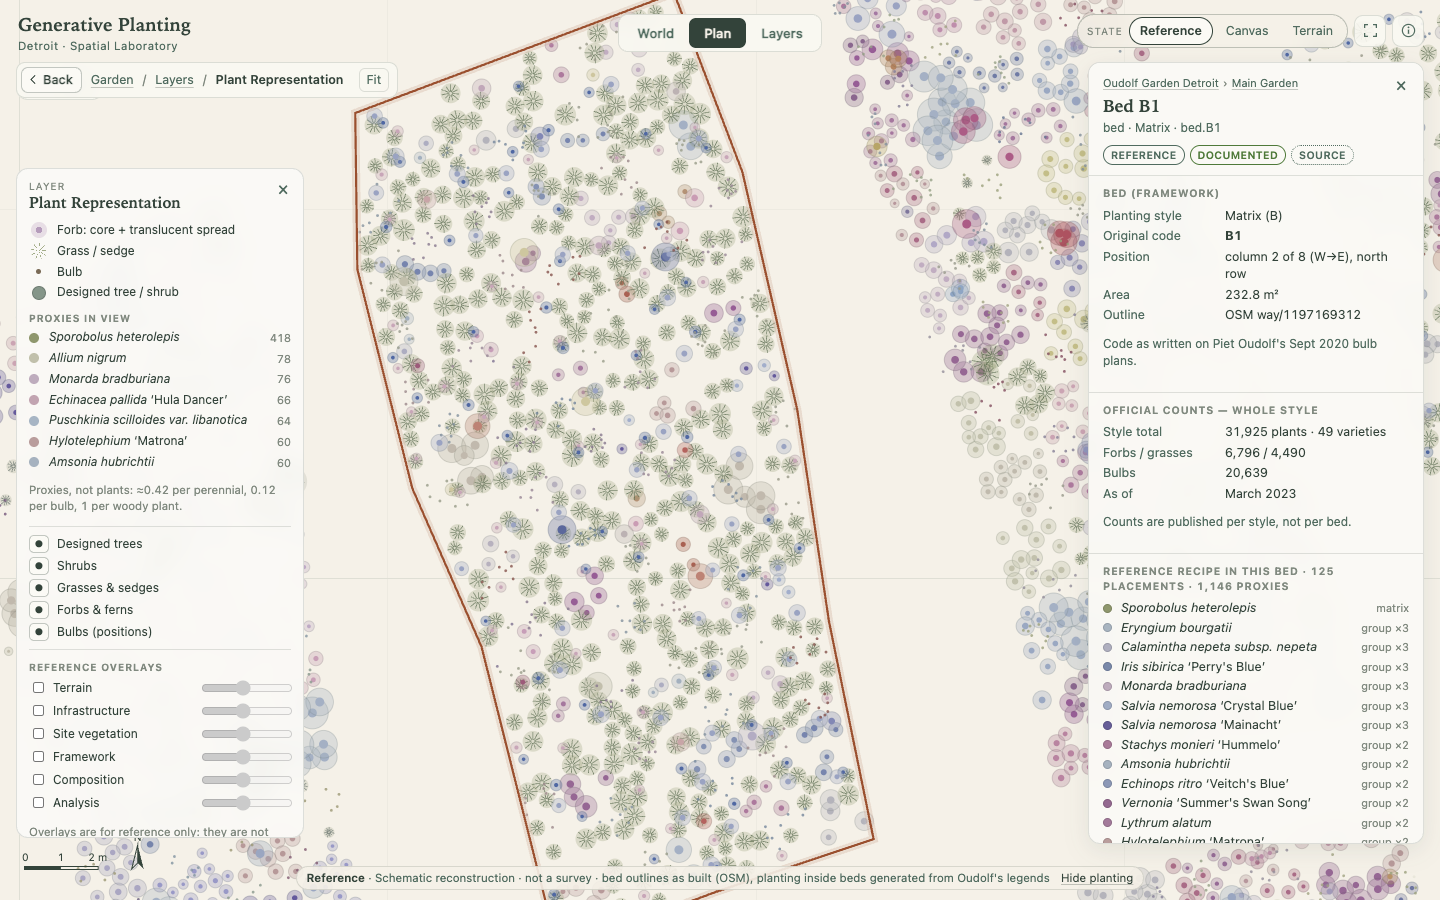 Generative Planting
Detroit · Spatial Laboratory
World Plan Layers
STATE Reference Canvas Terrain
Back Garden / Layers / Plant Representation Fit
LAYER
Plant Representation
Forb: core + translucent spread
Grass / sedge
Bulb
Designed tree / shrub
PROXIES IN VIEW
Sporobolus heterolepis 418
Allium nigrum 78
Monarda bradburiana 76
Echinacea pallida ‘Hula Dancer’ 66
Puschkinia scilloides var. libanotica 64
Hylotelephium ‘Matrona’ 60
Amsonia hubrichtii 60
Proxies, not plants: ≈0.42 per perennial, 0.12
per bulb, 1 per woody plant.
Designed trees
Shrubs
Grasses & sedges
Forbs & ferns
Bulbs (positions)
REFERENCE OVERLAYS
Terrain
Infrastructure
Site vegetation
Framework
Composition
Analysis
Overlays are for reference only: they are not
0 1 2 m
Oudolf Garden Detroit › Main Garden
Bed B1
bed · Matrix · bed.B1
REFERENCE DOCUMENTED SOURCE
BED (FRAMEWORK)
Planting style Matrix (B)
Original code B1
Position column 2 of 8 (W→E), north
row
Area 232.8 m²
Outline OSM way/1197169312
Code as written on Piet Oudolf's Sept 2020 bulb
plans.
OFFICIAL COUNTS — WHOLE STYLE
Style total 31,925 plants · 49 varieties
Forbs / grasses 6,796 / 4,490
Bulbs 20,639
As of March 2023
Counts are published per style, not per bed.
REFERENCE RECIPE IN THIS BED · 125
PLACEMENTS · 1,146 PROXIES
Sporobolus heterolepis matrix
Eryngium bourgatii group ×3
Calamintha nepeta subsp. nepeta group ×3
Iris sibirica ‘Perry's Blue’ group ×3
Monarda bradburiana group ×3
Salvia nemorosa ‘Crystal Blue’ group ×3
Salvia nemorosa ‘Mainacht’ group ×3
Stachys monieri ‘Hummelo’ group ×2
Amsonia hubrichtii group ×2
Echinops ritro ‘Veitch's Blue’ group ×2
Vernonia ‘Summer's Swan Song’ group ×2
Lythrum alatum group ×2
Hylotelephium ‘Matrona’ group ×2
Reference · Schematic reconstruction · not a survey · bed outlines as built (OSM), planting inside beds generated from Oudolf's legends Hide planting